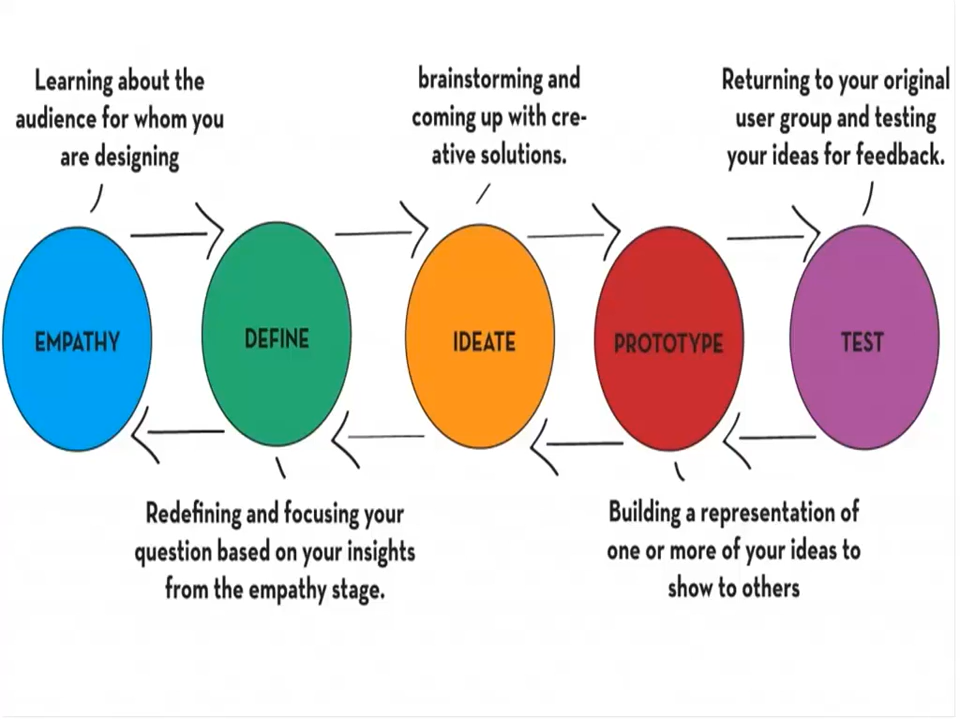 Learning about the
audience for whom you
are designing
brainstorming and
coming up with cre-
ative solutions.
Returning to your original
user group and testing
your ideas for feedback.
EMPATHY
DEFINE
IDEATE
PROTOTYPE
TEST
Redefining and focusing your
question based on your insights
from the empathy stage.
Building a representation of
one or more of your ideas to
show to others